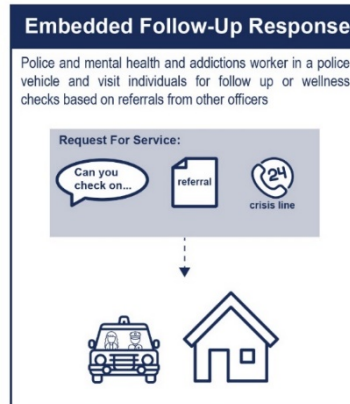 Embedded Follow-Up Response
Police and mental health and addictions worker in a police
vehicle and visit individuals for follow up or wellness
checks based on referrals from other officers
Request For Service:
Can you
check on...
referral
24
crisis line